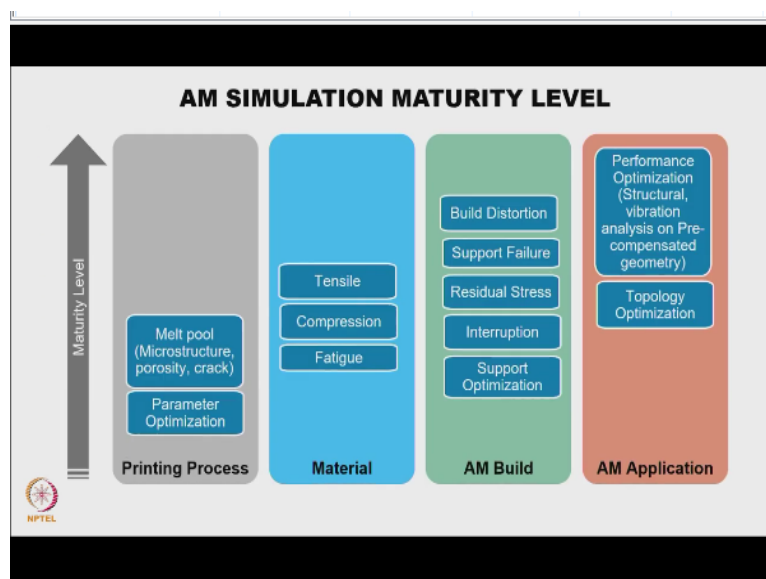 AM SIMULATION MATURITY LEVEL
Maturity Level
Melt pool
(Microstructure,
porosity, crack)
Parameter
Optimization
Printing Process
Tensile
Compression
Fatigue
Material
Build Distortion
Support Failure
Residual Stress
Interruption
Support
Optimization
AM Build
Performance
Optimization
(Structural,
vibration
analysis on Pre-
compensated
geometry)
Topology
Optimization
AM Application
NPTEL